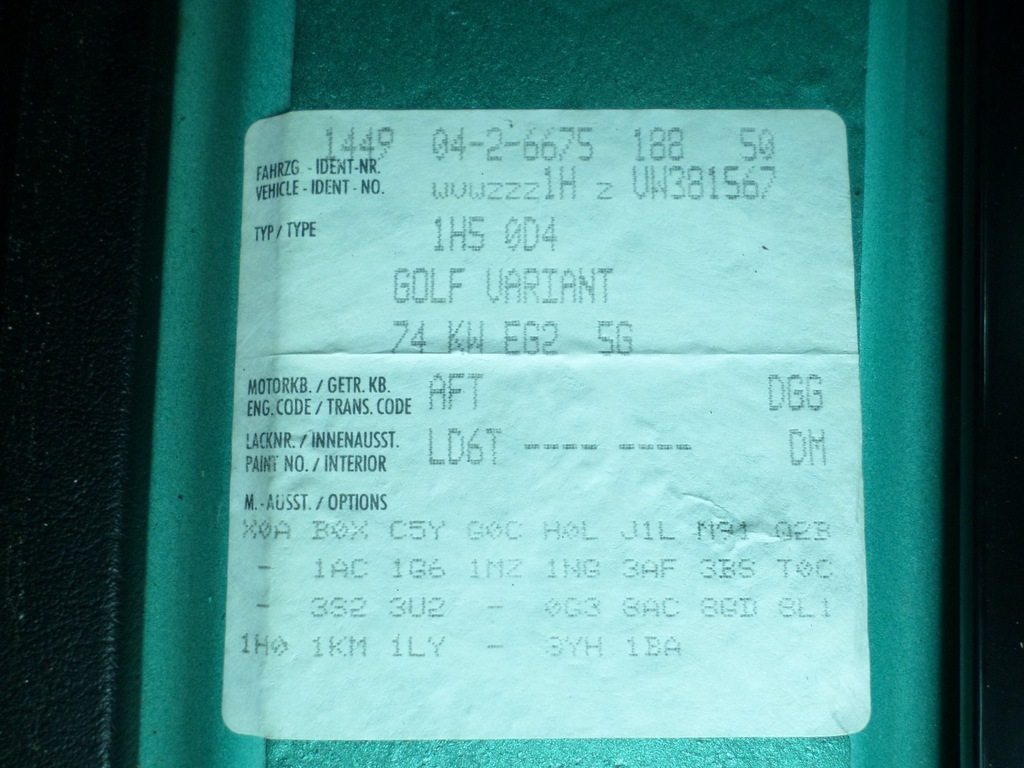 1449 04-2-6675 188 50
FAHRZG. - IDENT-NR.
VEHICLE - IDENT - NO. WVWZZZ1H Z VW381567
TYP / TYPE 1H5 0D4
GOLF VARIANT
74 KW EG2 5G
MOTORKB. / GETR. KB.
ENG. CODE / TRANS. CODE AFT DGG
LACKNR. / INNENAUSST.
PAINT NO. / INTERIOR LD6T ---- ---- DM
M.-AUSST. / OPTIONS
X0A B0X C5Y G0C H0L J1L M91 Q2B
- 1AC 1G6 1MZ 1NG 3AF 3BS T0C
- 3S2 3U2 - 0G3 8AC 8GD 8L1
1H0 1KM 1LY - 9YH 1BA